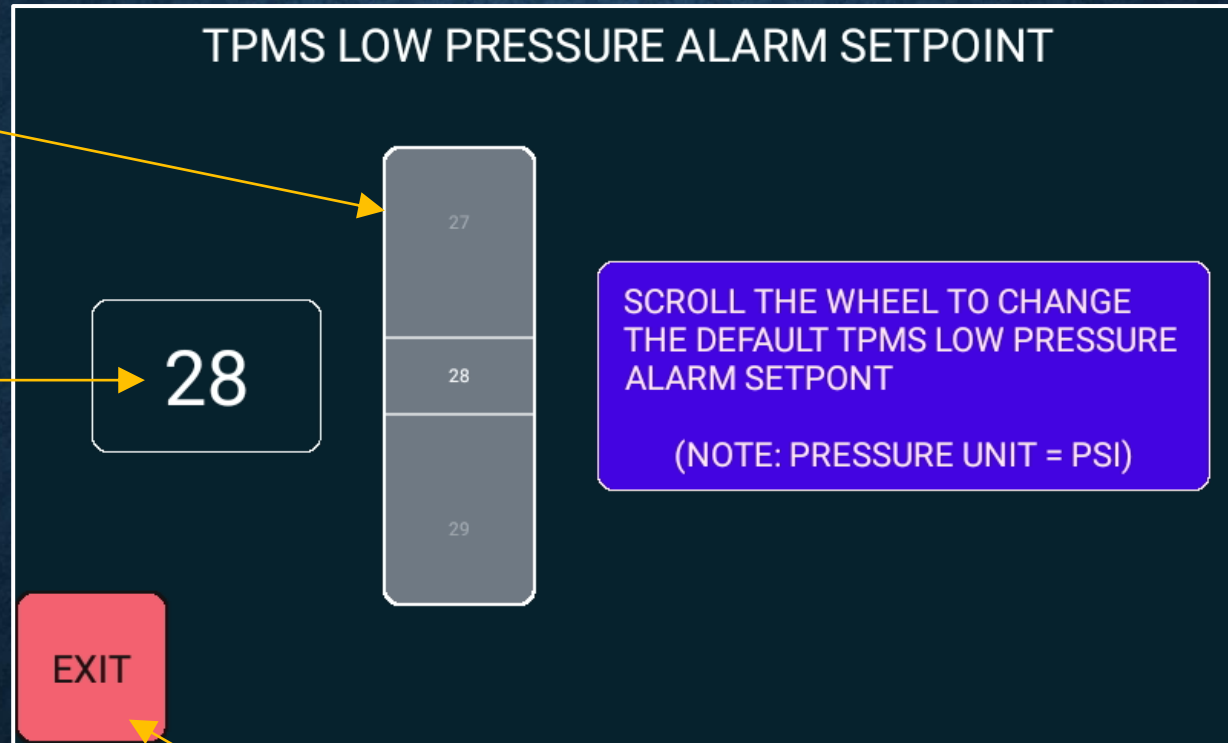 TPMS LOW PRESSURE ALARM SETPOINT
27
28
28
29
SCROLL THE WHEEL TO CHANGE
THE DEFAULT TPMS LOW PRESSURE
ALARM SETPONT
(NOTE: PRESSURE UNIT = PSI)
EXIT